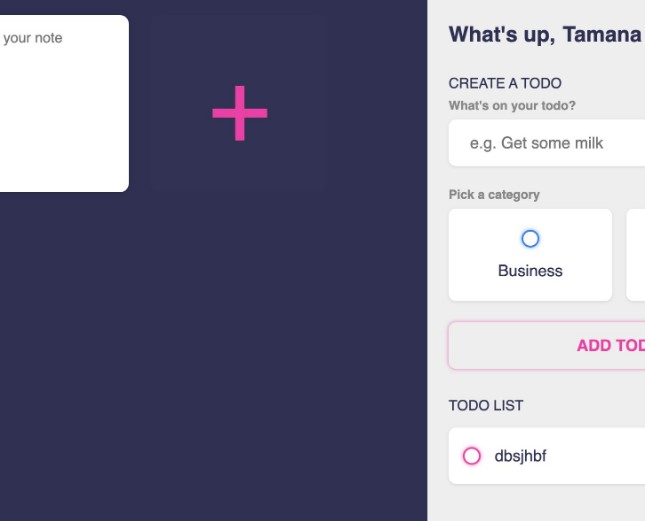 your note
What's up, Tamana
CREATE A TODO
What's on your todo?
e.g. Get some milk
Pick a category
Business
ADD TOD
TODO LIST
dbsjhbf